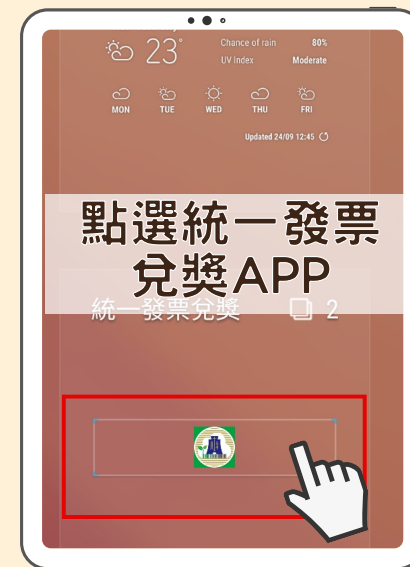 23°
Chance of rain 80%
UV Index Moderate
MON TUE WED THU FRI
Updated 24/09 12:45
點選統一發票
兌獎APP
統一發票兌獎 2